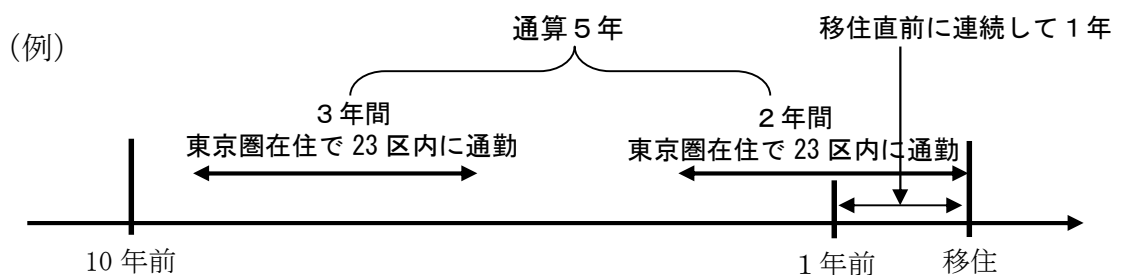 (例)
通算5年
移住直前に連続して1年
3年間
東京圏在住で 23 区内に通勤
2年間
東京圏在住で 23 区内に通勤
10 年前
1年前
移住